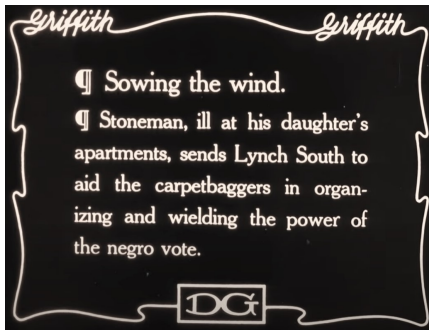 Griffith Griffith
¶ Sowing the wind.
¶ Stoneman, ill at his daughter's
apartments, sends Lynch South to
aid the carpetbaggers in organ-
izing and wielding the power of
the negro vote.
DG